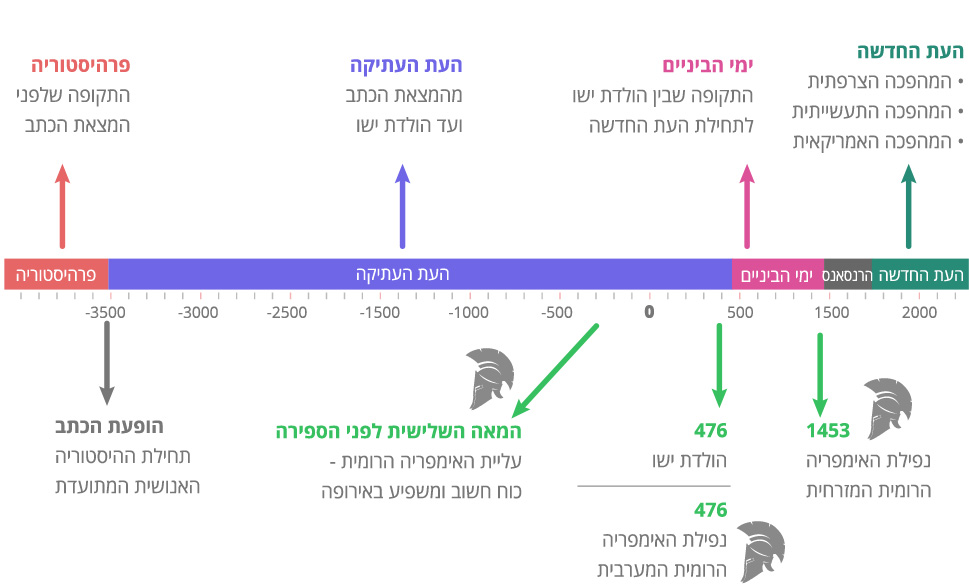 העת החדשה
• המהפכה הצרפתית
• המהפכה התעשייתית
• המהפכה האמריקאית
ימי הביניים
התקופה שבין הולדת ישו
לתחילת העת החדשה
העת העתיקה
מהמצאת הכתב
ועד הולדת ישו
פרהיסטוריה
התקופה שלפני
המצאת הכתב
פרהיסטוריה
העת העתיקה
ימי הביניים
הרנסאנס
העת החדשה
-3500 -3000 -2500 -1500 -1000 -500 0 500 1500 2000
1453
נפילת האימפריה
הרומית המזרחית
476
הולדת ישו
476
נפילת האימפריה
הרומית המערבית
המאה השלישית לפני הספירה
עליית האימפריה הרומית -
כוח חשוב ומשפיע באירופה
הופעת הכתב
תחילת ההיסטוריה
האנושית המתועדת